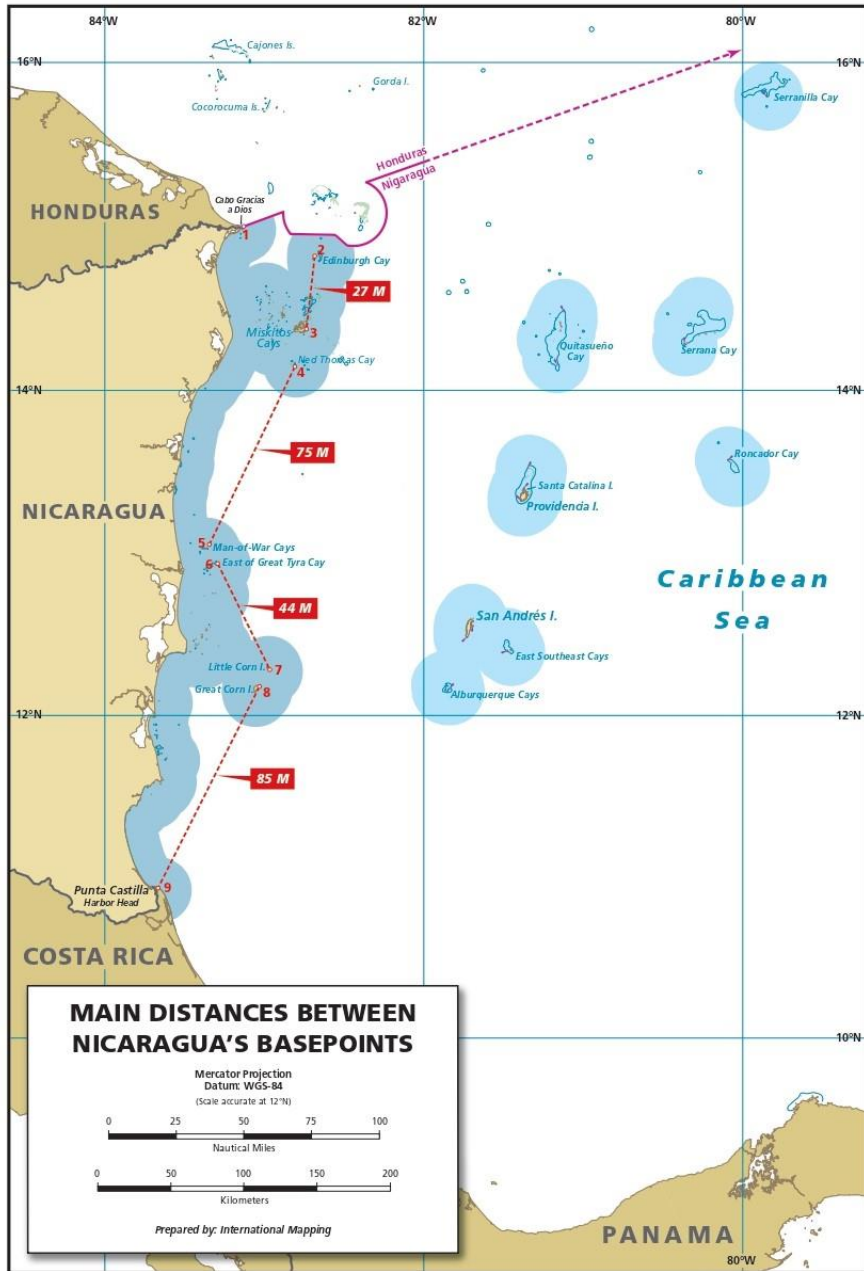 84°W
82°W
80°W
Cajones Is.
16°N
16°N
Gorda I.
Serranilla Cay
Cocorocuma Is.
Honduras
Nigaragua
HONDURAS
Cabo Gracias
a Dios
1
2
Edinburgh Cay
27 M
Miskitos
Cays
3
Quitasueño
Cay
Serrana Cay
Ned Thomas Cay
4
14°N
14°N
75 M
Roncador Cay
Santa Catalina I.
Providencia I.
NICARAGUA
5
Man-of-War Cays
6
East of Great Tyra Cay
Caribbean
Sea
44 M
San Andrés I.
East Southeast Cays
Little Corn I.
7
Great Corn I.
8
Alburquerque Cays
12°N
12°N
85 M
Punta Castilla
Harbor Head
9
COSTA RICA
MAIN DISTANCES BETWEEN
NICARAGUA'S BASEPOINTS
Mercator Projection
Datum: WGS-84
(Scale accurate at 12°N)
0 25 50 75 100
Nautical Miles
0 50 100 150 200
Kilometers
Prepared by: International Mapping
10°N
PANAMA
80°W